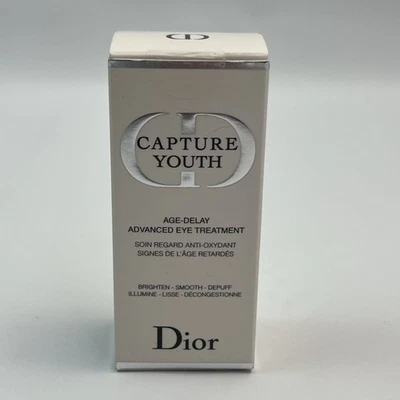 CD
CAPTURE
YOUTH
AGE-DELAY
ADVANCED EYE TREATMENT
SOIN REGARD ANTI-OXYDANT
SIGNES DE L'ÂGE RETARDÉS
BRIGHTEN - SMOOTH - DEPUFF
ILLUMINE - LISSE - DÉCONGESTIONNE
Dior